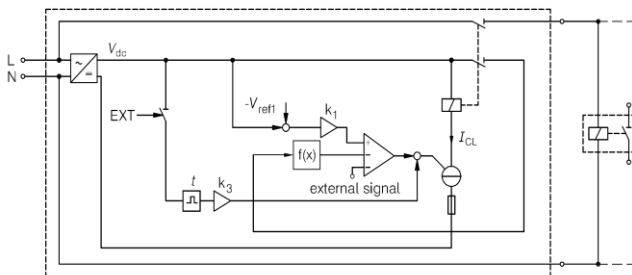 L
N
~
=
V_dc
EXT
-V_ref1
k_1
+
−
−
f(x)
I_CL
external signal
t
k_3